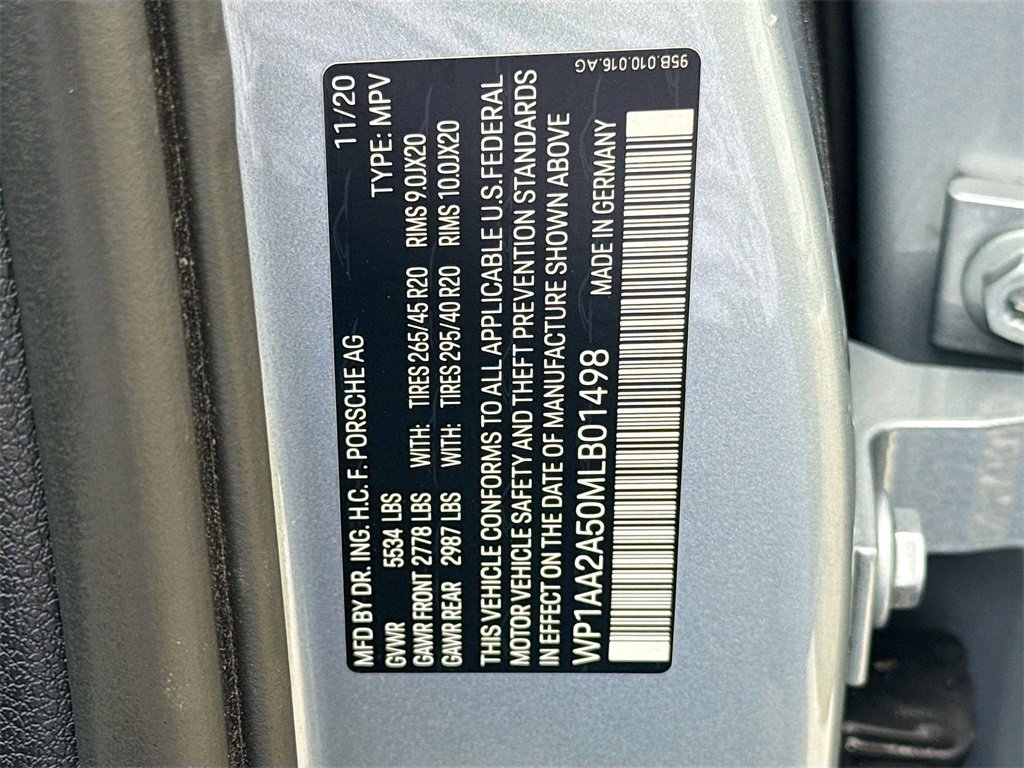 MFD BY DR. ING. H.C. F. PORSCHE AG 11/20
GVWR 5534 LBS TYPE: MPV
GAWR FRONT 2778 LBS WITH: TIRES 265/45 R20 RIMS 9.0JX20
GAWR REAR 2987 LBS WITH: TIRES 295/40 R20 RIMS 10.0JX20
THIS VEHICLE CONFORMS TO ALL APPLICABLE U.S. FEDERAL
MOTOR VEHICLE SAFETY AND THEFT PREVENTION STANDARDS
IN EFFECT ON THE DATE OF MANUFACTURE SHOWN ABOVE
WP1AA2A50MLB01498 MADE IN GERMANY
95B.010.016.AG